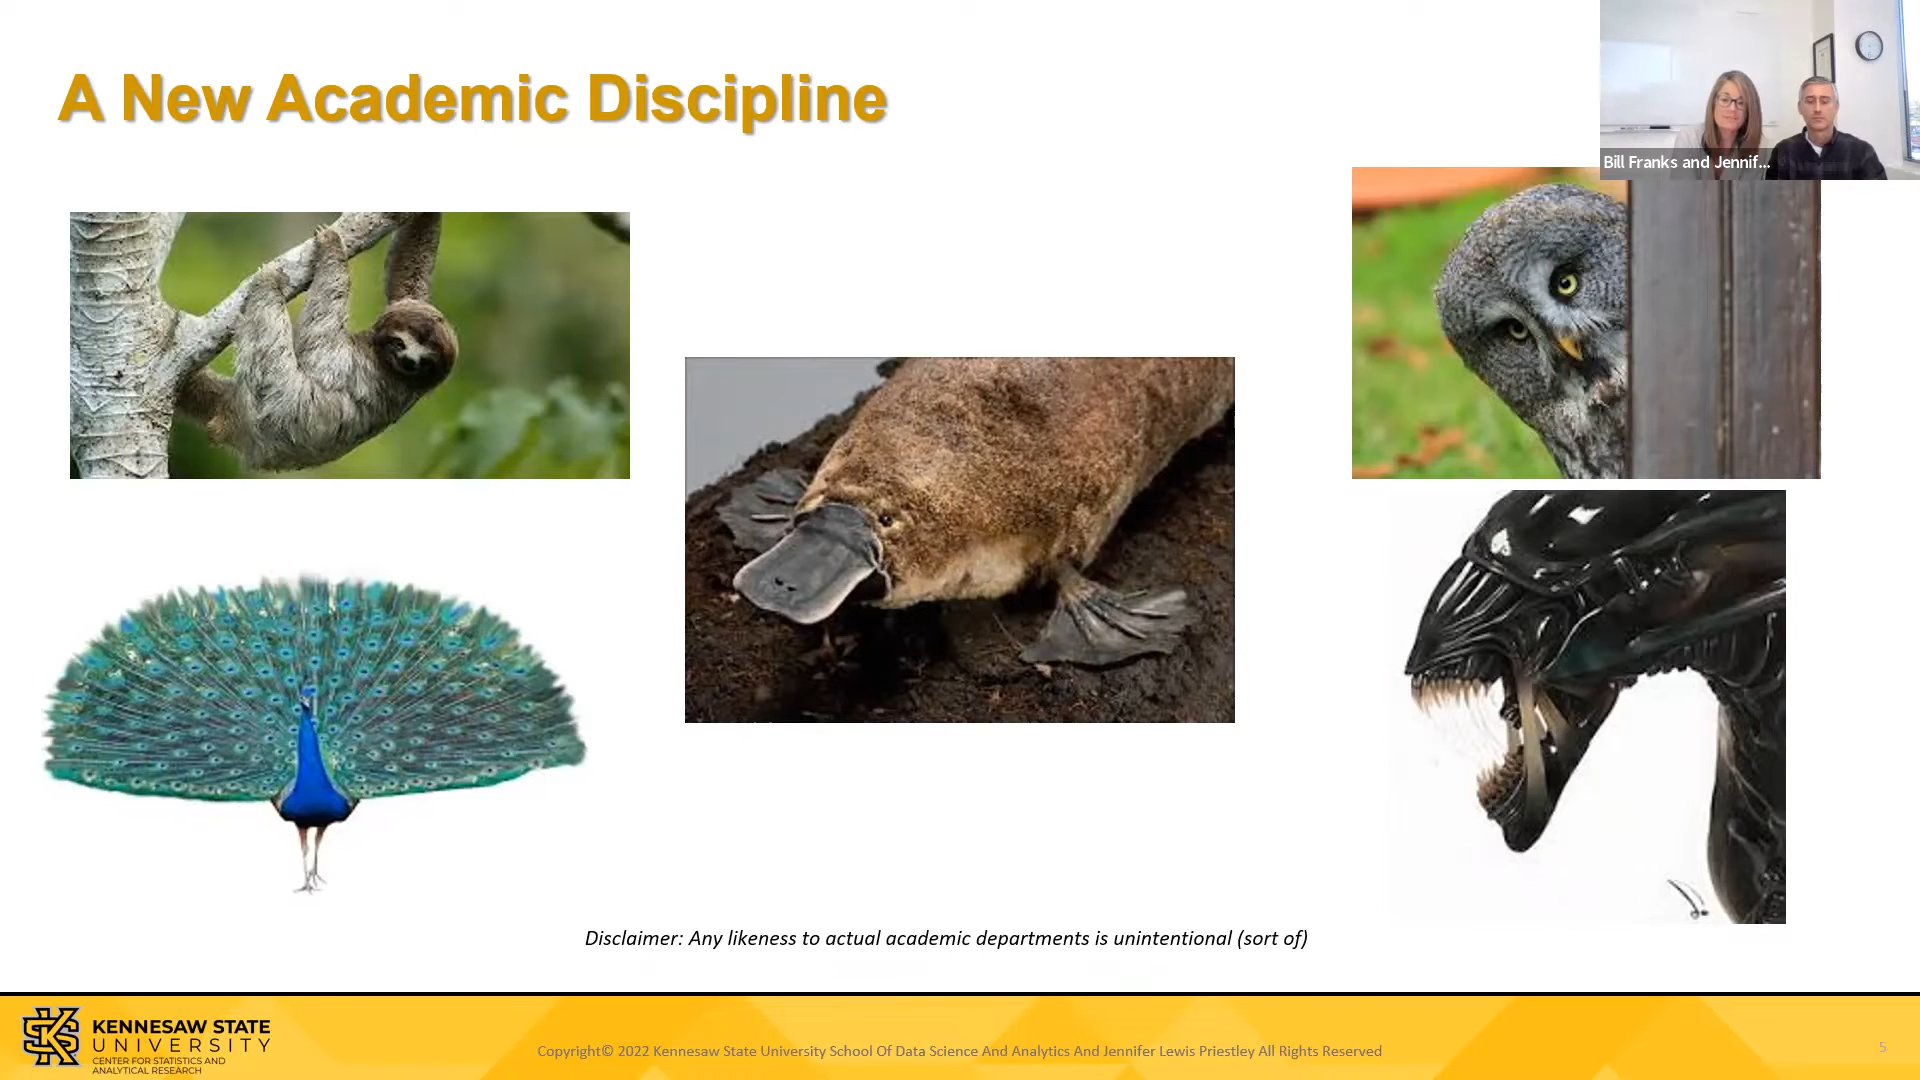 A New Academic Discipline
Bill Franks and Jennif...
Disclaimer: Any likeness to actual academic departments is unintentional (sort of)
KENNESAW STATE
UNIVERSITY
CENTER FOR STATISTICS AND
ANALYTICAL RESEARCH
Copyright© 2022 Kennesaw State University School Of Data Science And Analytics And Jennifer Lewis Priestley All Rights Reserved
5